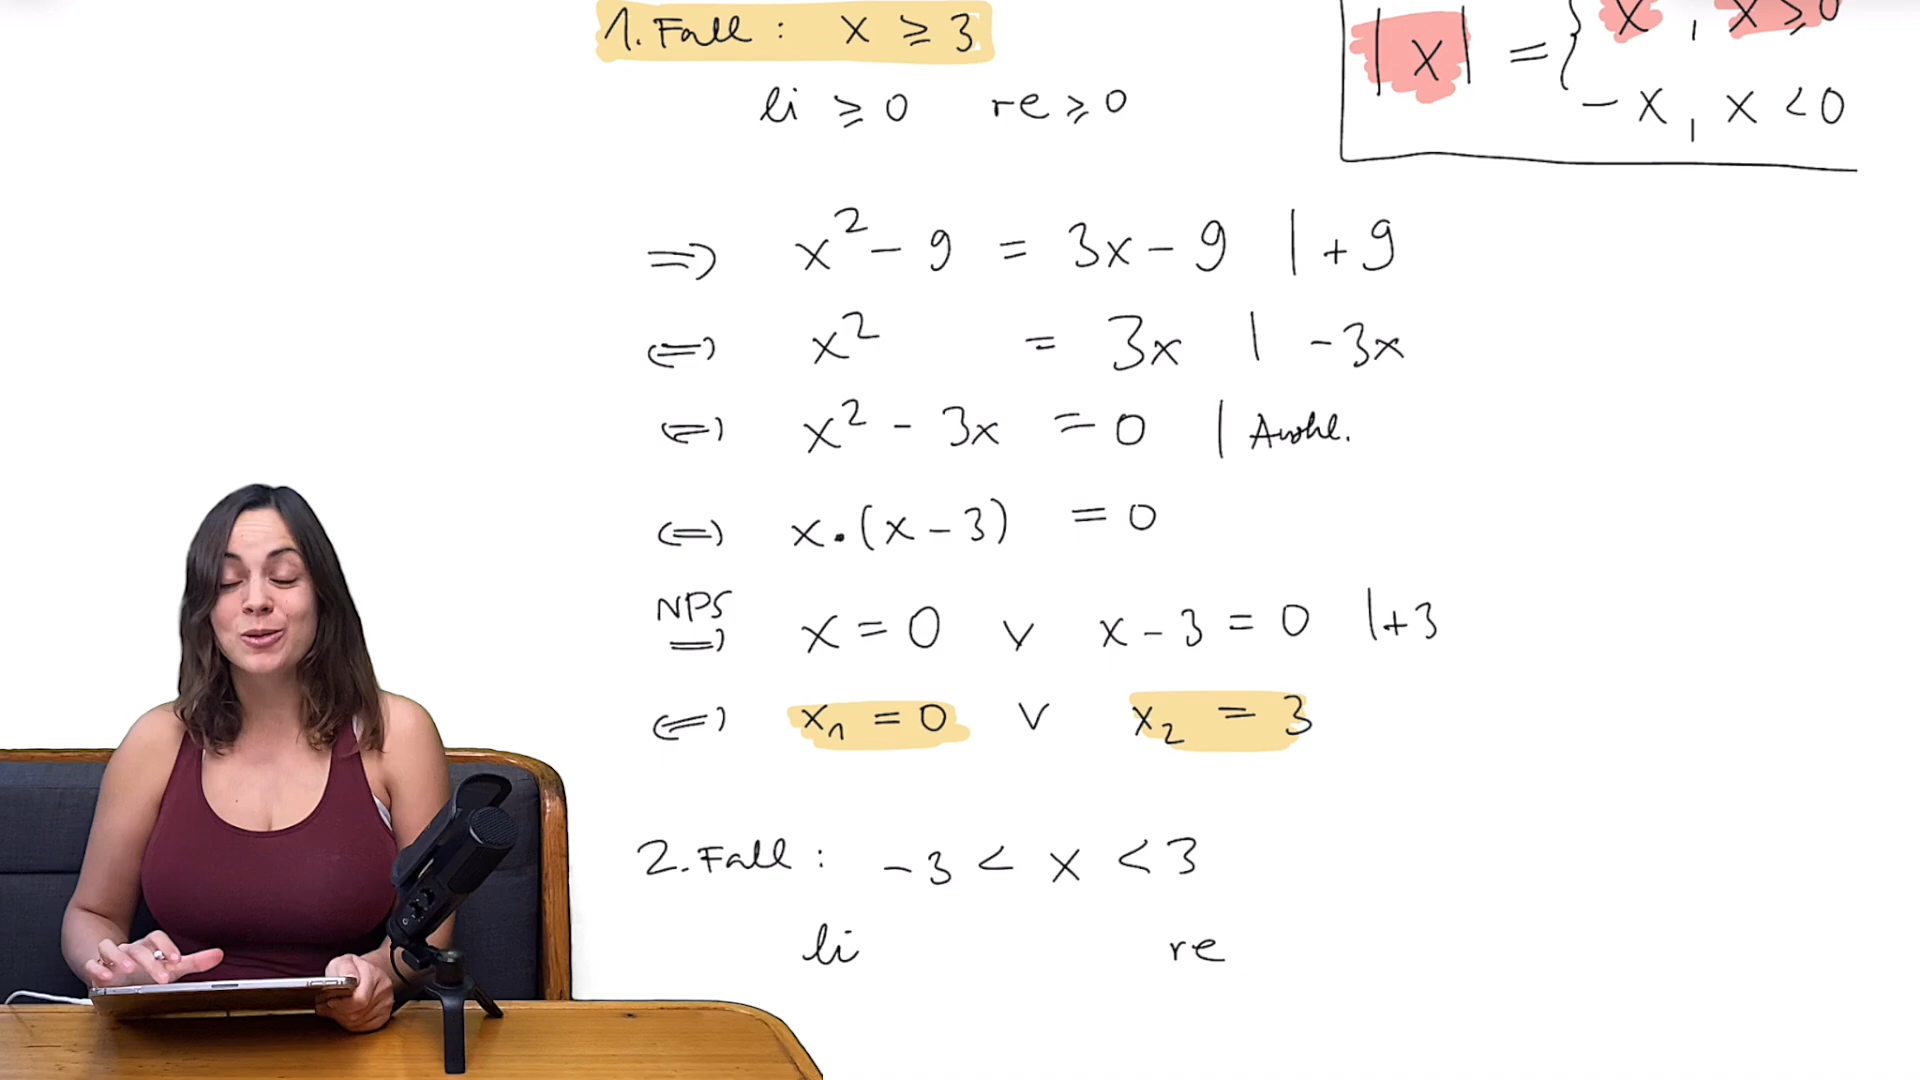 1. Fall : x ≥ 3
li ≥ 0 re ≥ 0
|x| = { x , x ≥ 0
-x , x < 0
=> x² - 9 = 3x - 9 | +9
<=> x² = 3x | -3x
<=> x² - 3x = 0 |
<=> x·(x - 3) = 0
NPS
=> x = 0 ∨ x - 3 = 0 | +3
<=> x₁ = 0 ∨ x₂ = 3
2. Fall : -3 < x < 3
li re